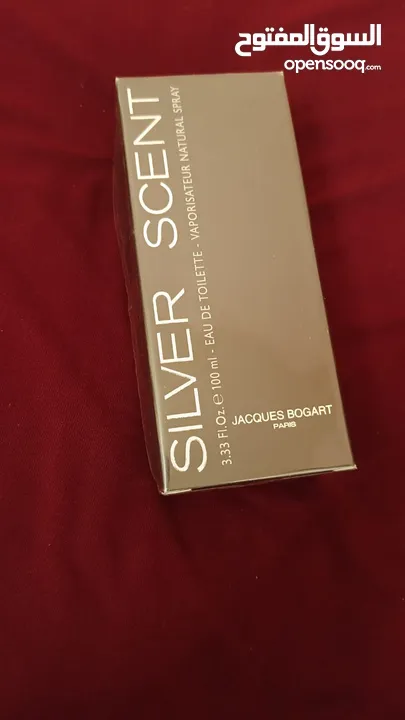 السوق المفتوح
opensooq.com
SILVER SCENT
3.33 Fl.Oz. ℮ 100 ml - EAU DE TOILETTE - VAPORISATEUR NATURAL SPRAY
JACQUES BOGART
PARIS